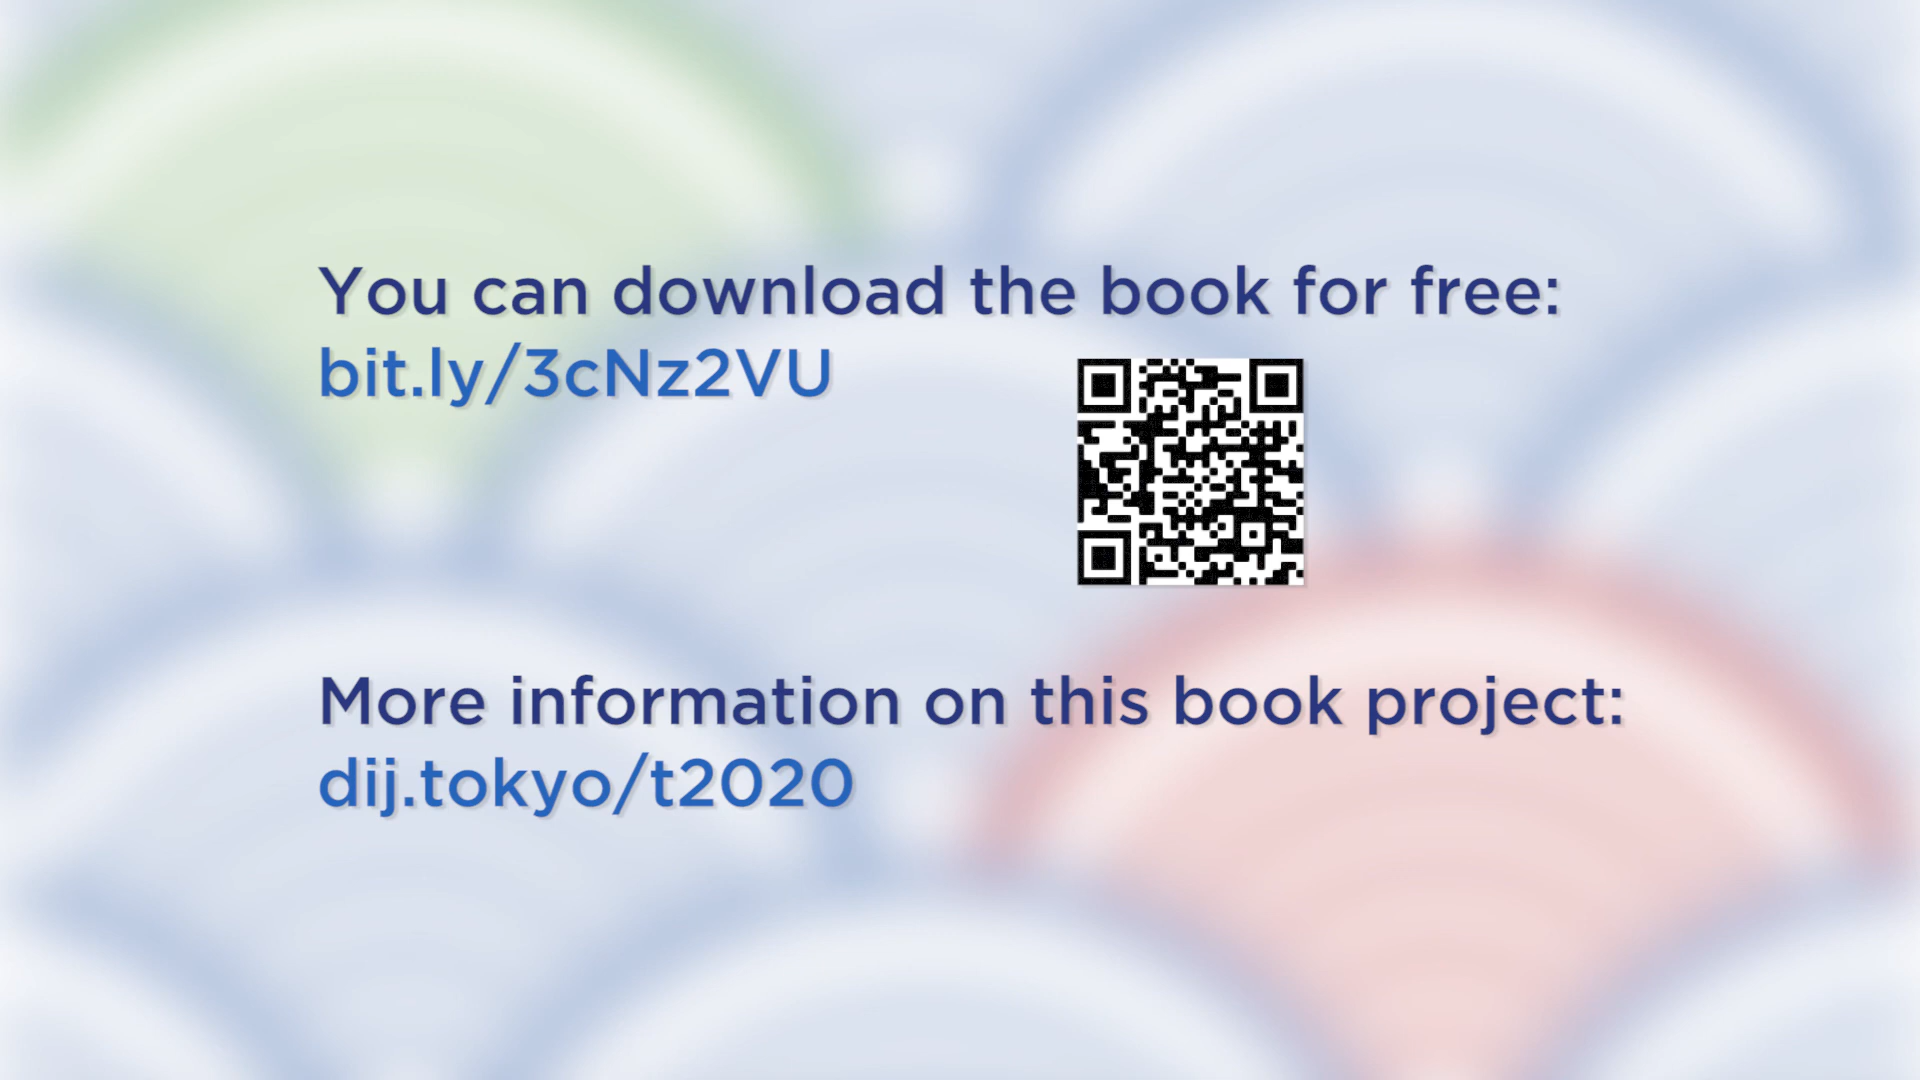 You can download the book for free:
bit.ly/3cNz2VU
More information on this book project:
dij.tokyo/t2020